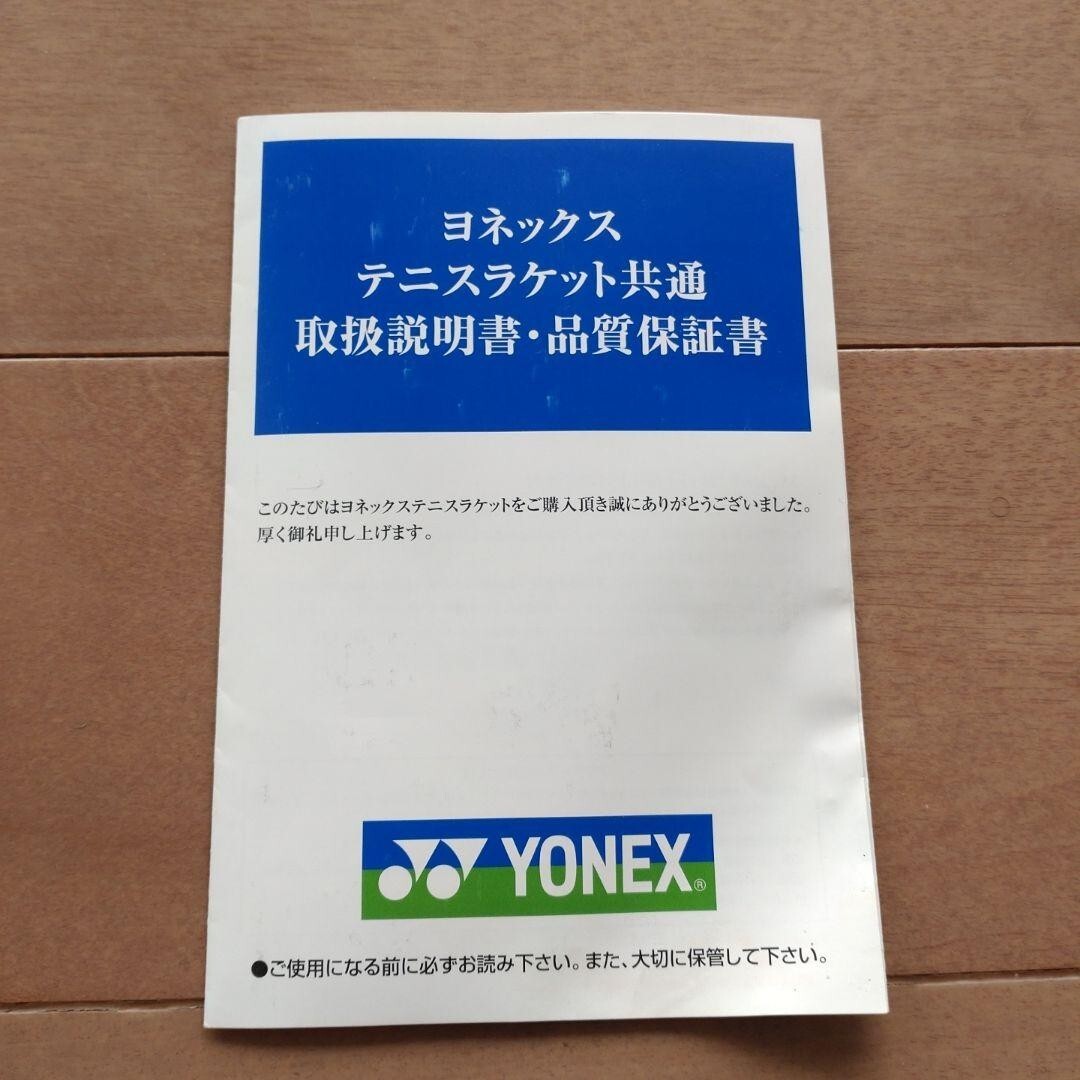 ヨネックス
テニスラケット共通
取扱説明書・品質保証書
このたびはヨネックステニスラケットをご購入頂き誠にありがとうございました。
厚く御礼申し上げます。
YONEX®
●ご使用になる前に必ずお読み下さい。また、大切に保管して下さい。